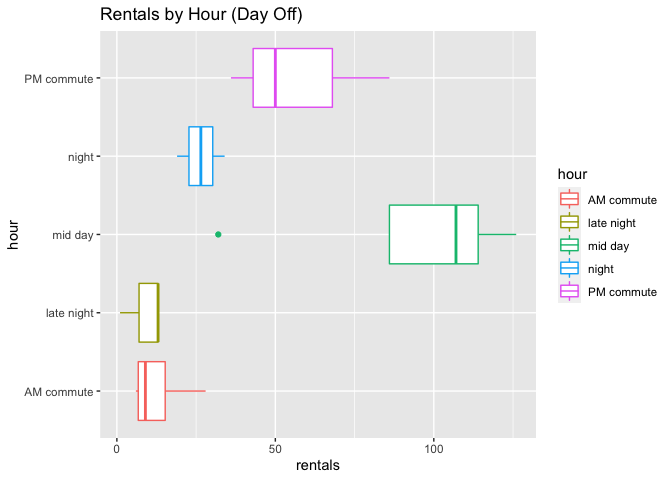 Rentals by Hour (Day Off)
PM commute
night
mid day
late night
AM commute
hour
0
50
100
rentals
hour
AM commute
late night
mid day
night
PM commute